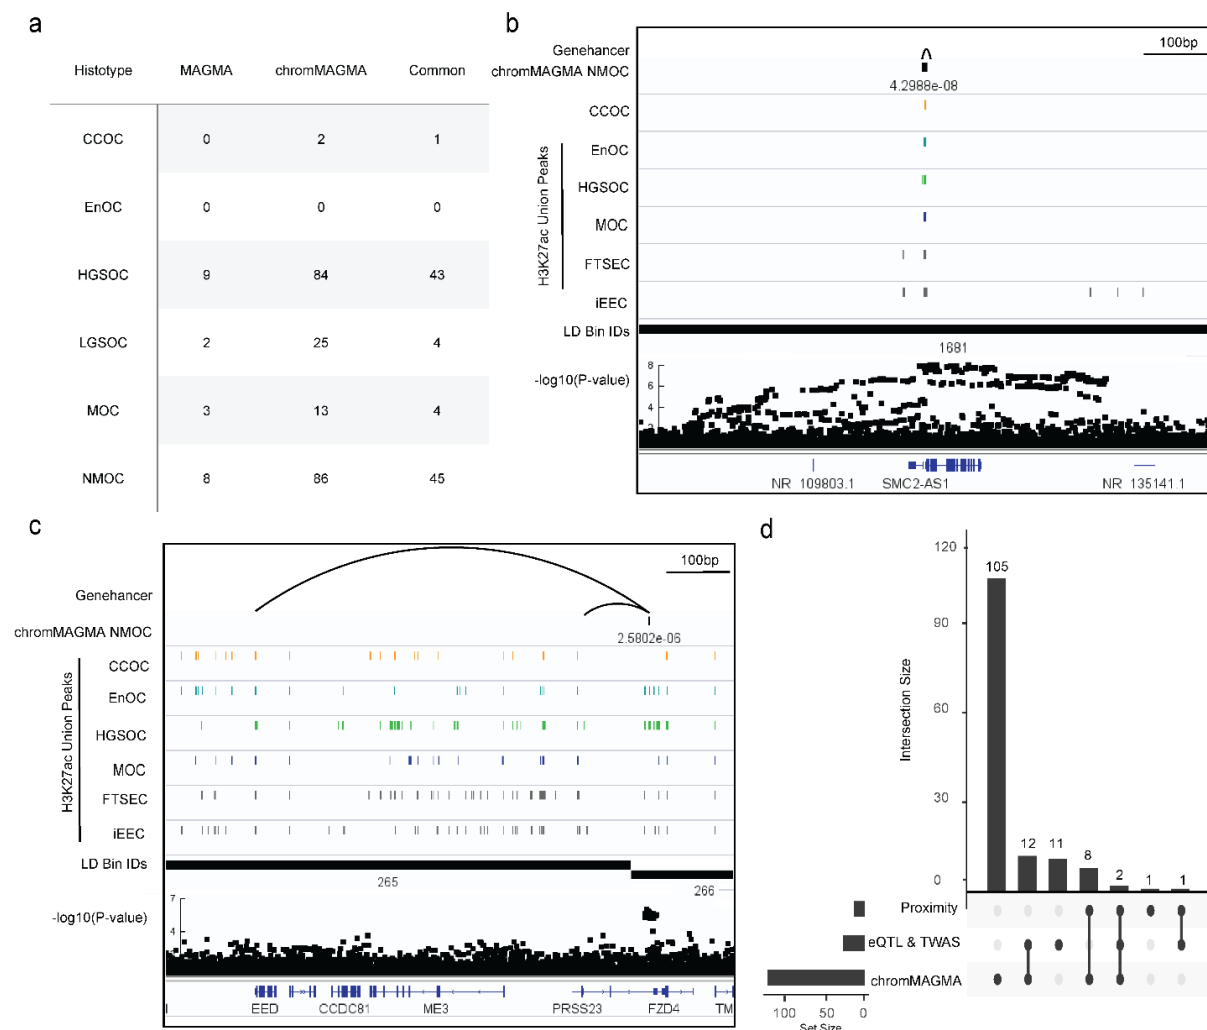 a
Histotype MAGMA chromMAGMA Common
CCOC 0 2 1
EnOC 0 0 0
HGSOC 9 84 43
LGSOC 2 25 4
MOC 3 13 4
NMOC 8 86 45
b
100bp
Genehancer
chromMAGMA NMOC
4.2988e-08
CCOC
EnOC
HGSOC
MOC
FTSEC
iEEC
H3K27ac Union Peaks
LD Bin IDs
1681
-log10(P-value)
8
6
4
2
NR_109803.1 SMC2-AS1 NR_135141.1
c
100bp
Genehancer
chromMAGMA NMOC
2.5802e-06
CCOC
EnOC
HGSOC
MOC
FTSEC
iEEC
H3K27ac Union Peaks
LD Bin IDs
265
266
-log10(P-value)
7
4
EED CCDC81 ME3 PRSS23 FZD4 TM
d
Intersection Size
120
90
60
30
0
105
12
11
8
2
1
1
Proximity
eQTL & TWAS
chromMAGMA
100 50 0
Set Size